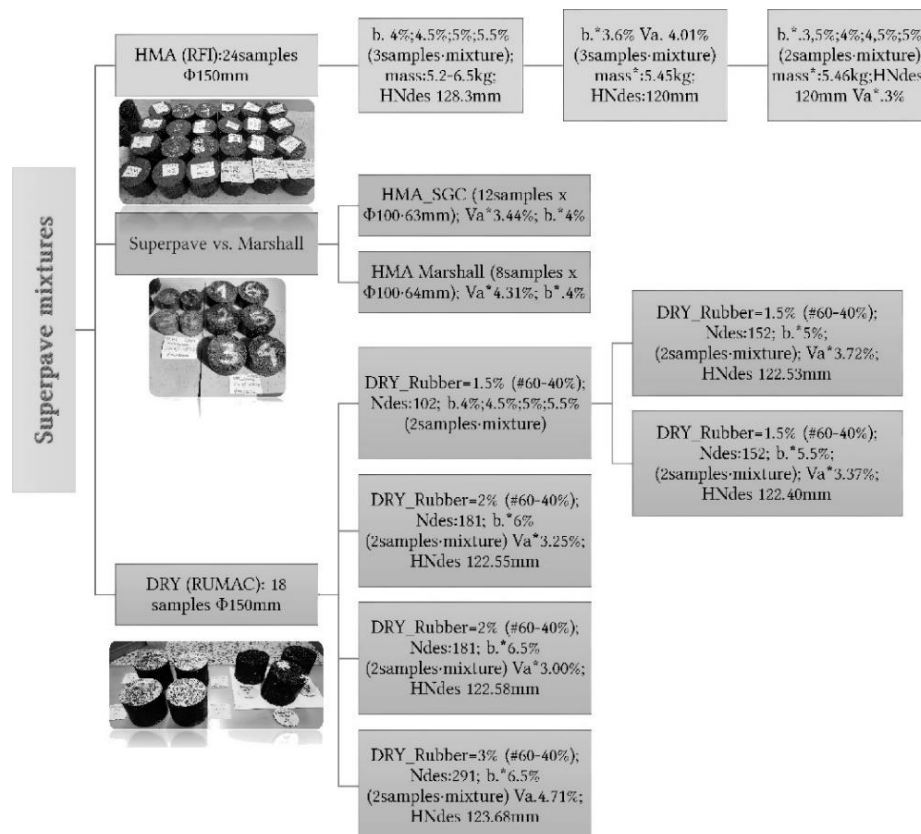 Superpave mixtures
HMA (RFI):24samples
Φ150mm
b. 4%;4.5%;5%;5.5%
(3samples·mixture);
mass:5.2-6.5kg;
HNdes 128.3mm
b.*3.6% Va. 4.01%
(3samples·mixture)
mass*:5.45kg;
HNdes:120mm
b.*.3,5%;4%;4,5%;5%
(2samples·mixture)
mass*:5.46kg;HNdes
120mm Va*.3%
Superpave vs. Marshall
HMA_SGC (12samples x
Φ100·63mm); Va*3.44%; b.*4%
HMA Marshall (8samples x
Φ100·64mm); Va*4.31%; b*.4%
DRY (RUMAC): 18
samples Φ150mm
DRY_Rubber=1.5% (#60-40%);
Ndes:102; b.4%;4.5%;5%;5.5%
(2samples·mixture)
DRY_Rubber=1.5% (#60-40%);
Ndes:152; b.*5%;
(2samples·mixture); Va*3.72%;
HNdes 122.53mm
DRY_Rubber=1.5% (#60-40%);
Ndes:152; b.*5.5%;
(2samples·mixture); Va*3.37%;
HNdes 122.40mm
DRY_Rubber=2% (#60-40%);
Ndes:181; b.*6%
(2samples·mixture) Va*3.25%;
HNdes 122.55mm
DRY_Rubber=2% (#60-40%);
Ndes:181; b.*6.5%
(2samples·mixture) Va*3.00%;
HNdes 122.58mm
DRY_Rubber=3% (#60-40%);
Ndes:291; b.*6.5%
(2samples·mixture) Va.4.71%;
HNdes 123.68mm
3
4